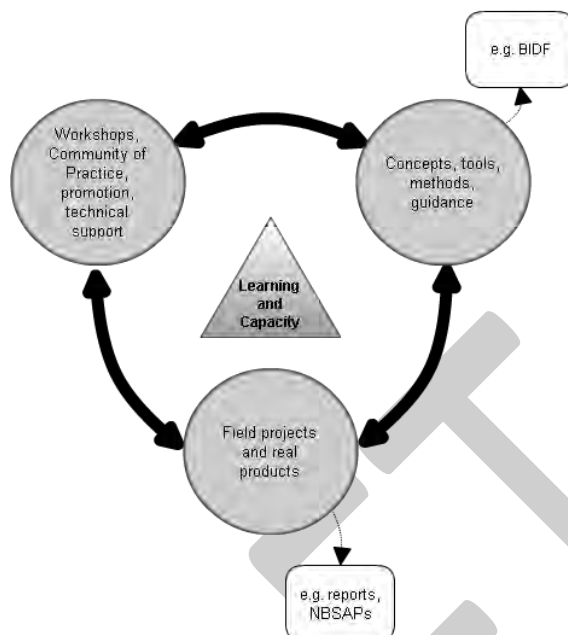 e.g. BIDF
Workshops,
Community of
Practice,
promotion,
technical
support
Concepts, tools,
methods,
guidance
Learning
and
Capacity
Field projects
and real
products
e.g. reports,
NBSAPs